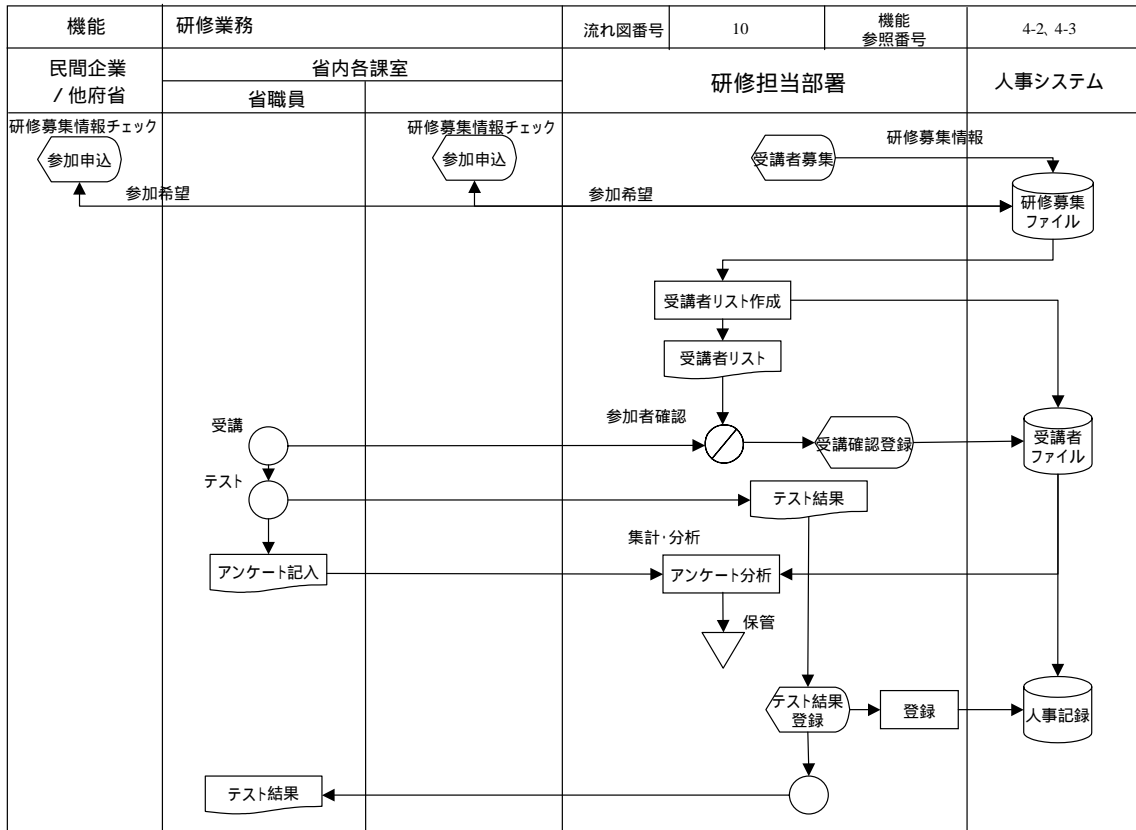 機能
研修業務
流れ図番号
10
機能
参照番号
4-2、4-3
民間企業
/ 他府省
省内各課室
省職員
研修担当部署
人事システム
研修募集情報チェック
参加申込
研修募集情報チェック
参加申込
受講者募集
研修募集情報
参加希望
参加希望
研修募集
ファイル
受講者リスト作成
受講者リスト
受講
参加者確認
受講確認登録
受講者
ファイル
テスト
テスト結果
集計・分析
アンケート記入
アンケート分析
保管
テスト結果
登録
登録
人事記録
テスト結果